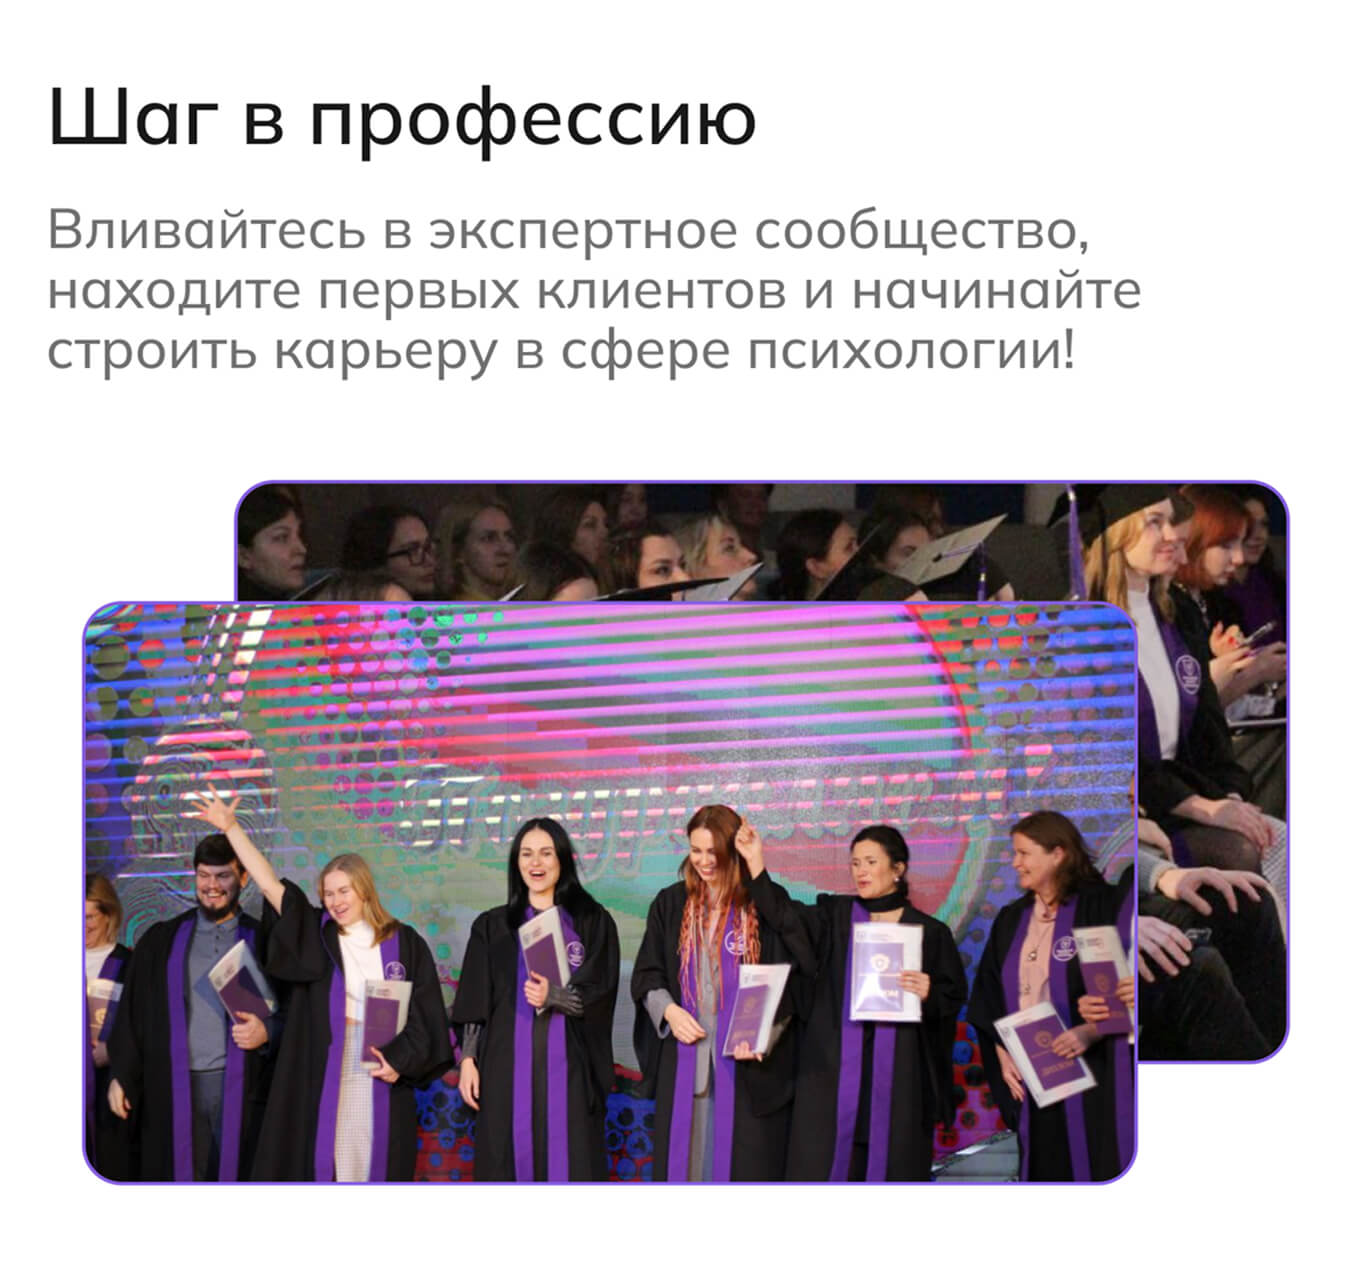 Шаг в профессию
Вливайтесь в экспертное сообщество,
находите первых клиентов и начинайте
строить карьеру в сфере психологии!